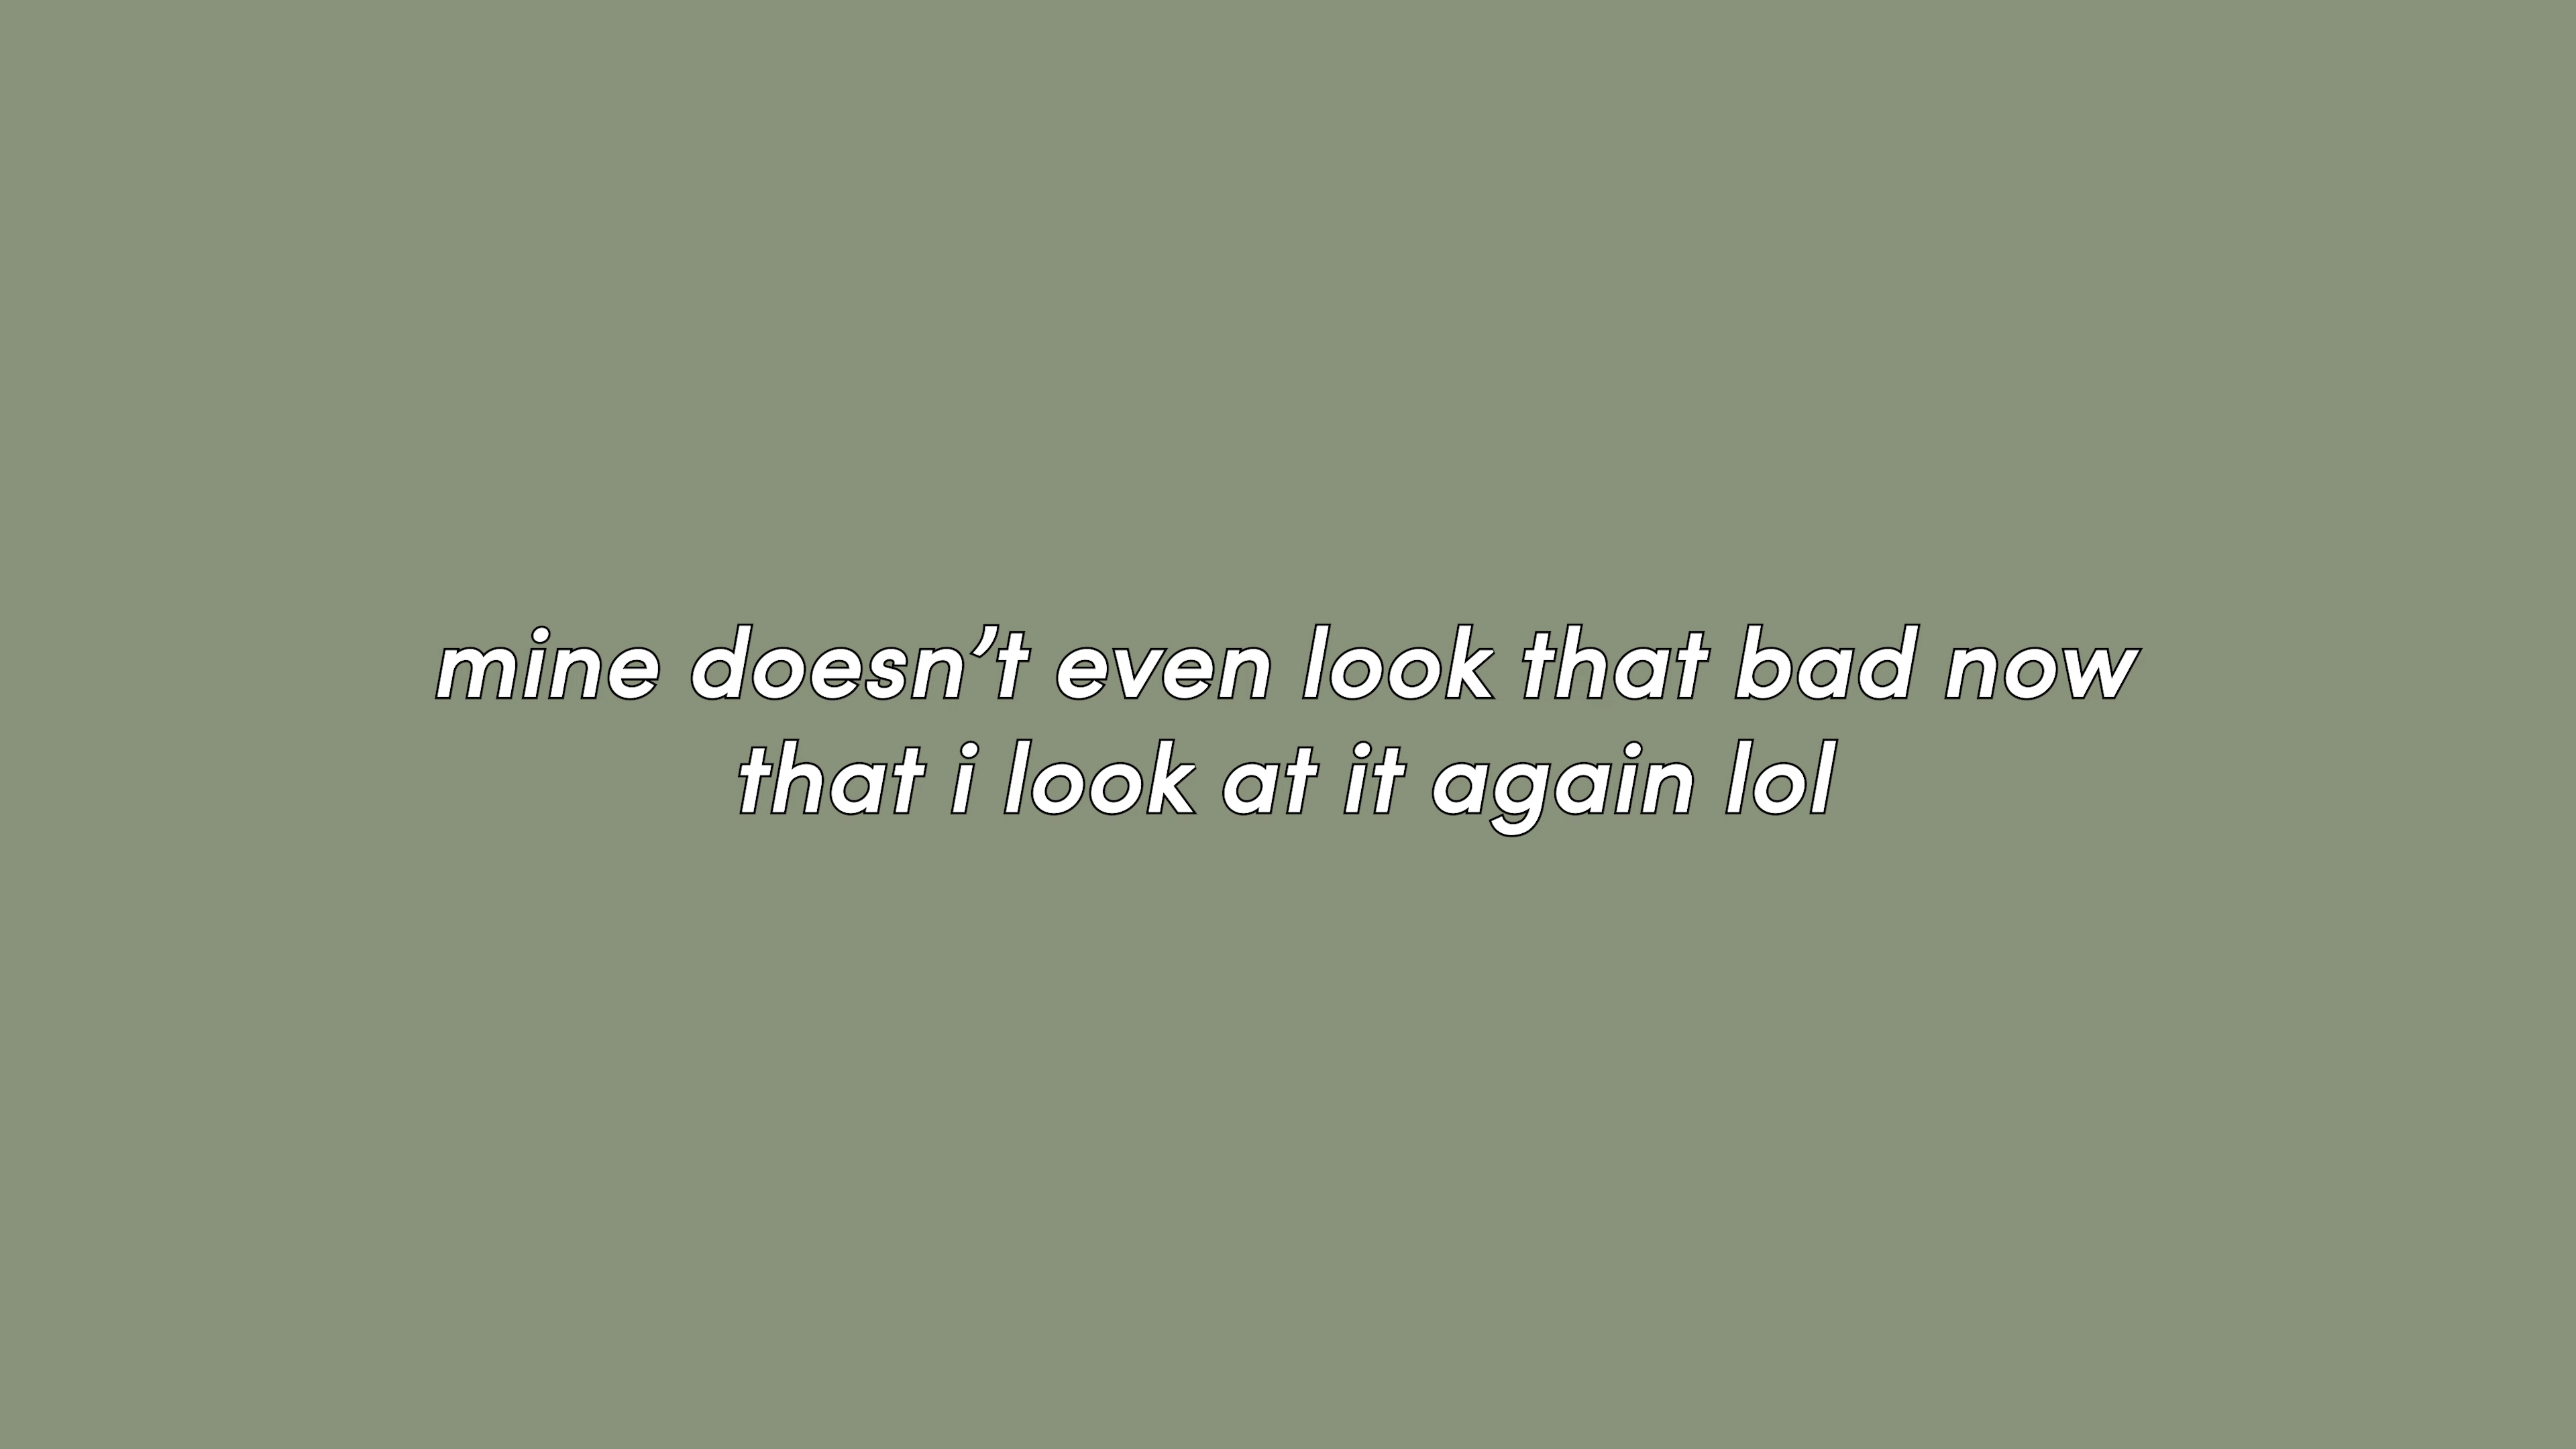 mine doesn’t even look that bad now
that i look at it again lol